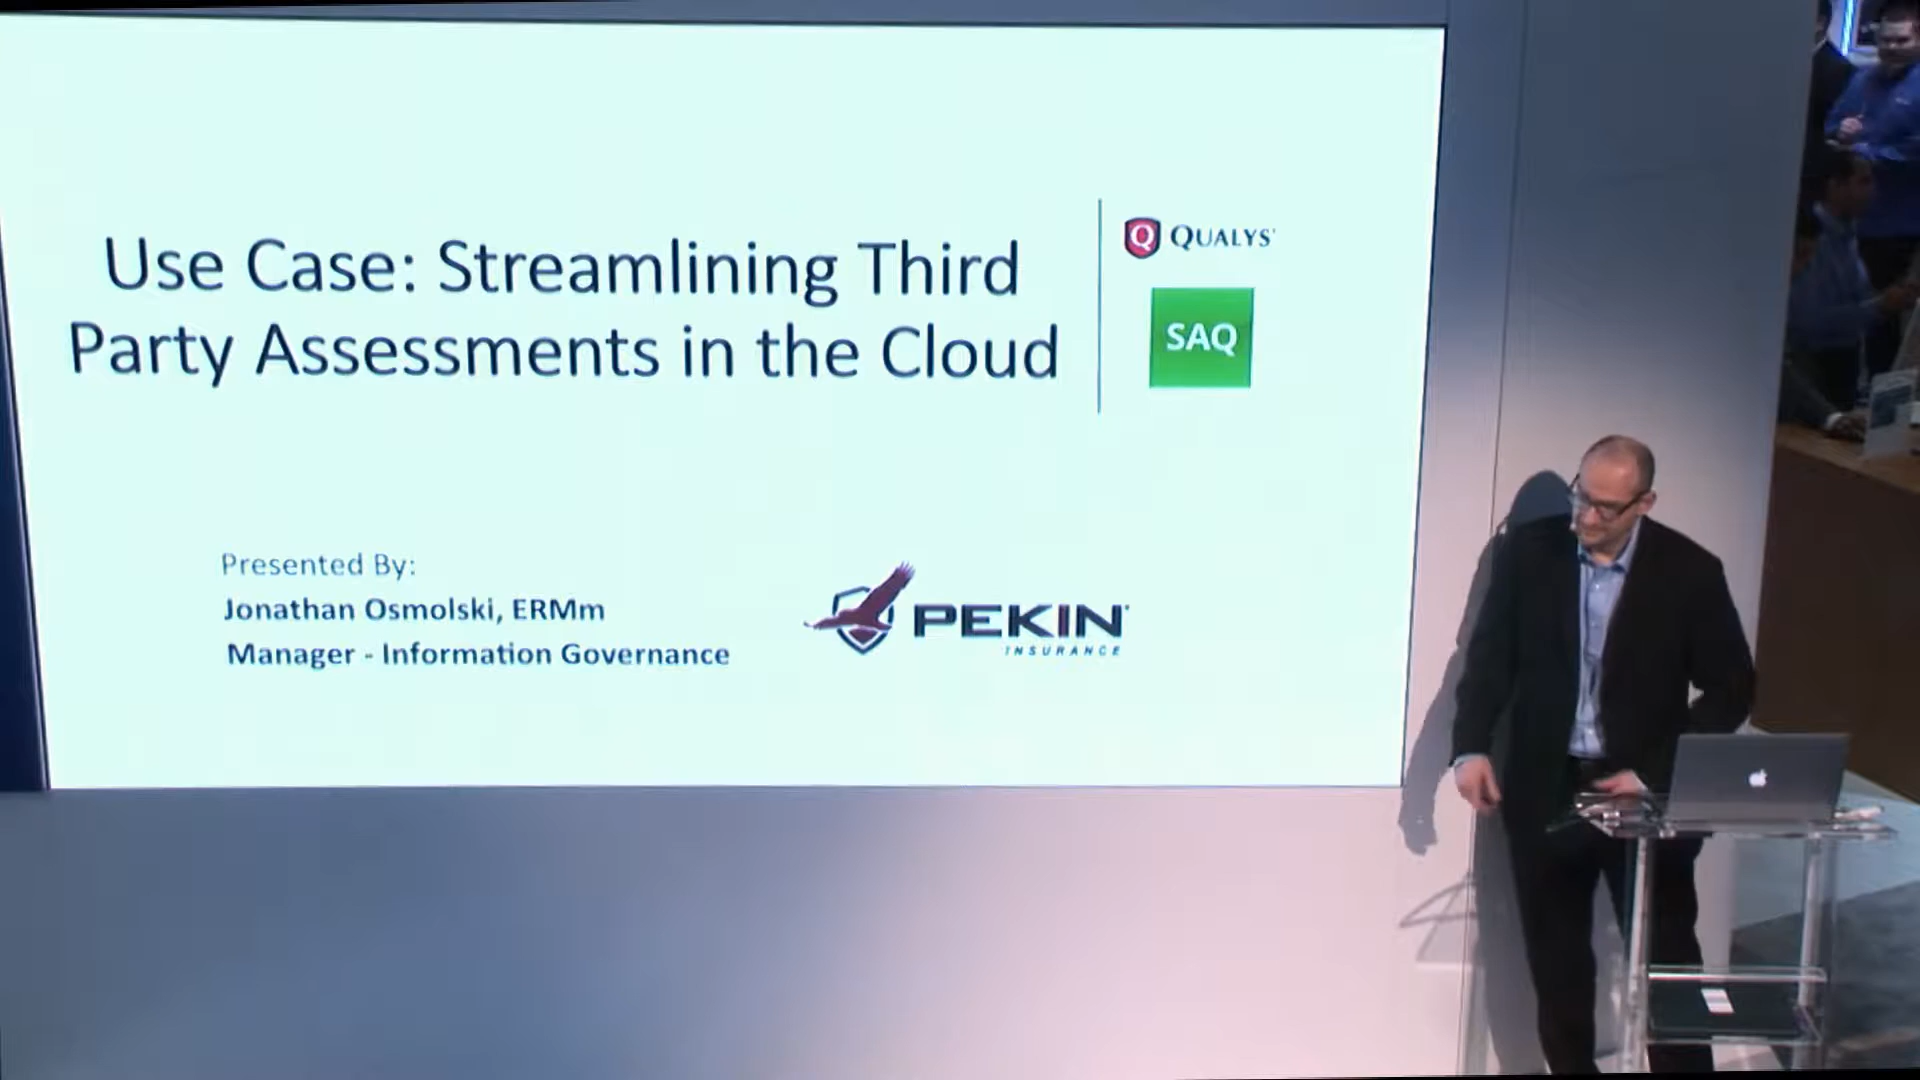 Use Case: Streamlining Third
Party Assessments in the Cloud
QUALYS
SAQ
Presented By:
Jonathan Osmolski, ERMm
Manager - Information Governance
PEKIN
INSURANCE